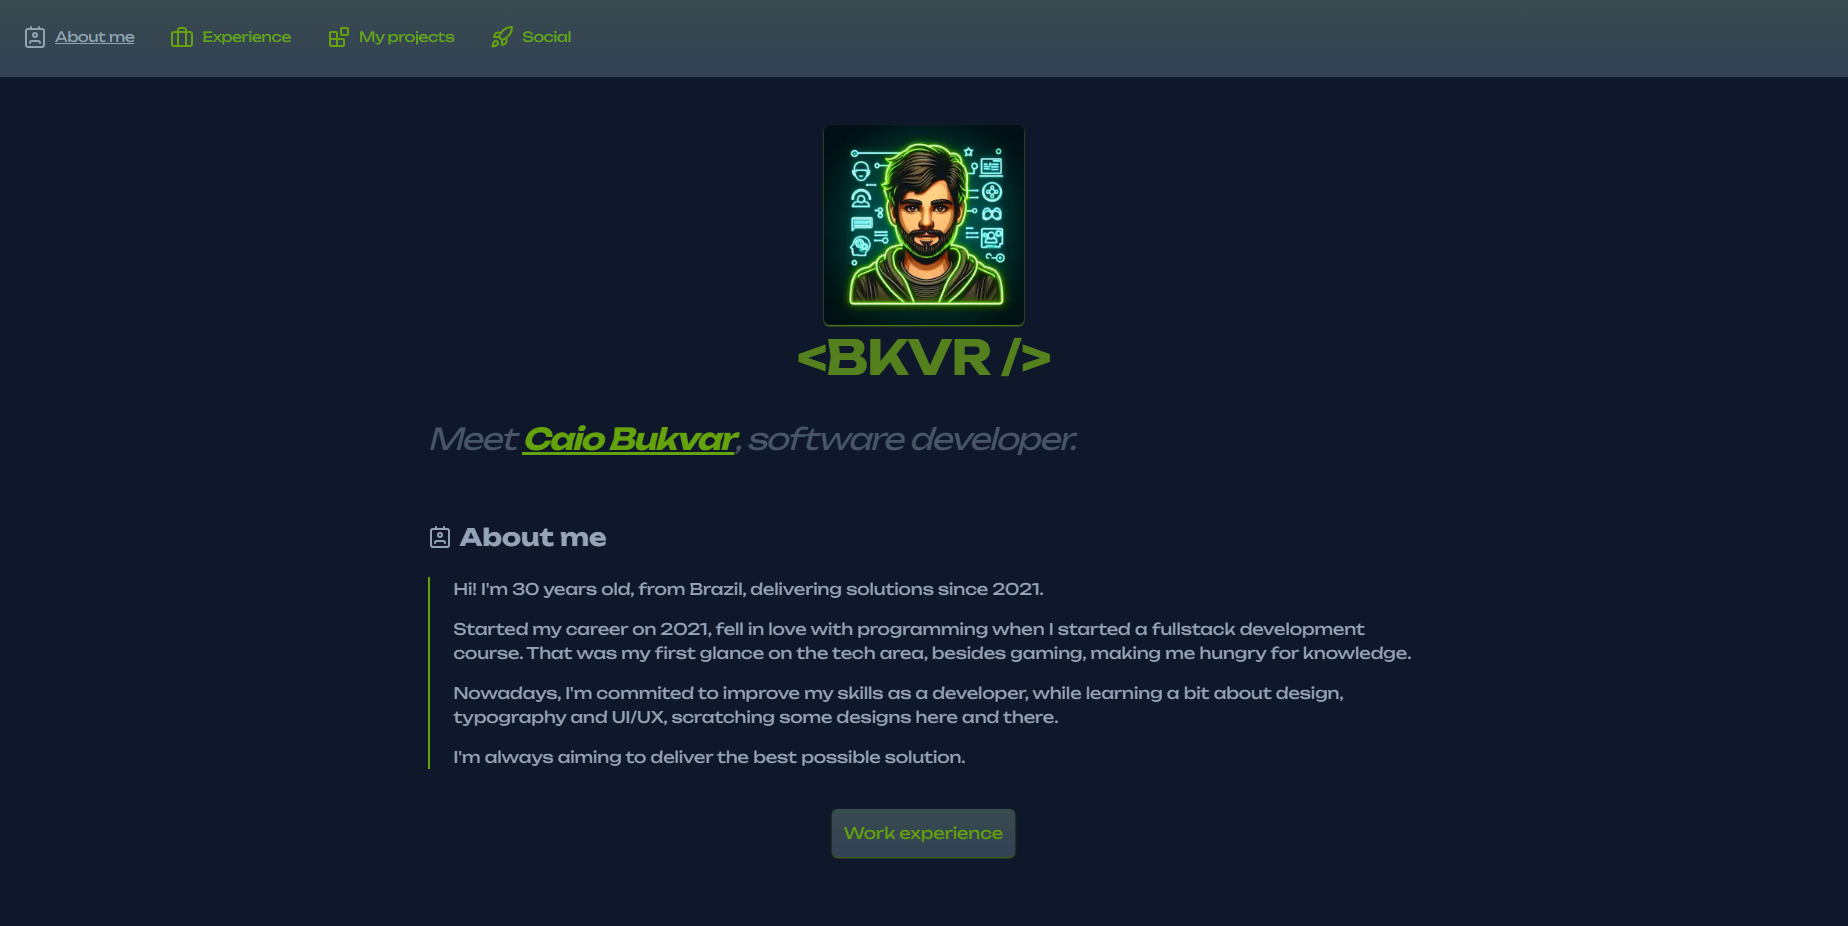 About me
Experience
My projects
Social
<BKVR />
Meet Caio Bukvar, software developer.
About me
Hi! I'm 30 years old, from Brazil, delivering solutions since 2021.
Started my career on 2021, fell in love with programming when I started a fullstack development
course. That was my first glance on the tech area, besides gaming, making me hungry for knowledge.
Nowadays, I'm commited to improve my skills as a developer, while learning a bit about design,
typography and UI/UX, scratching some designs here and there.
I'm always aiming to deliver the best possible solution.
Work experience